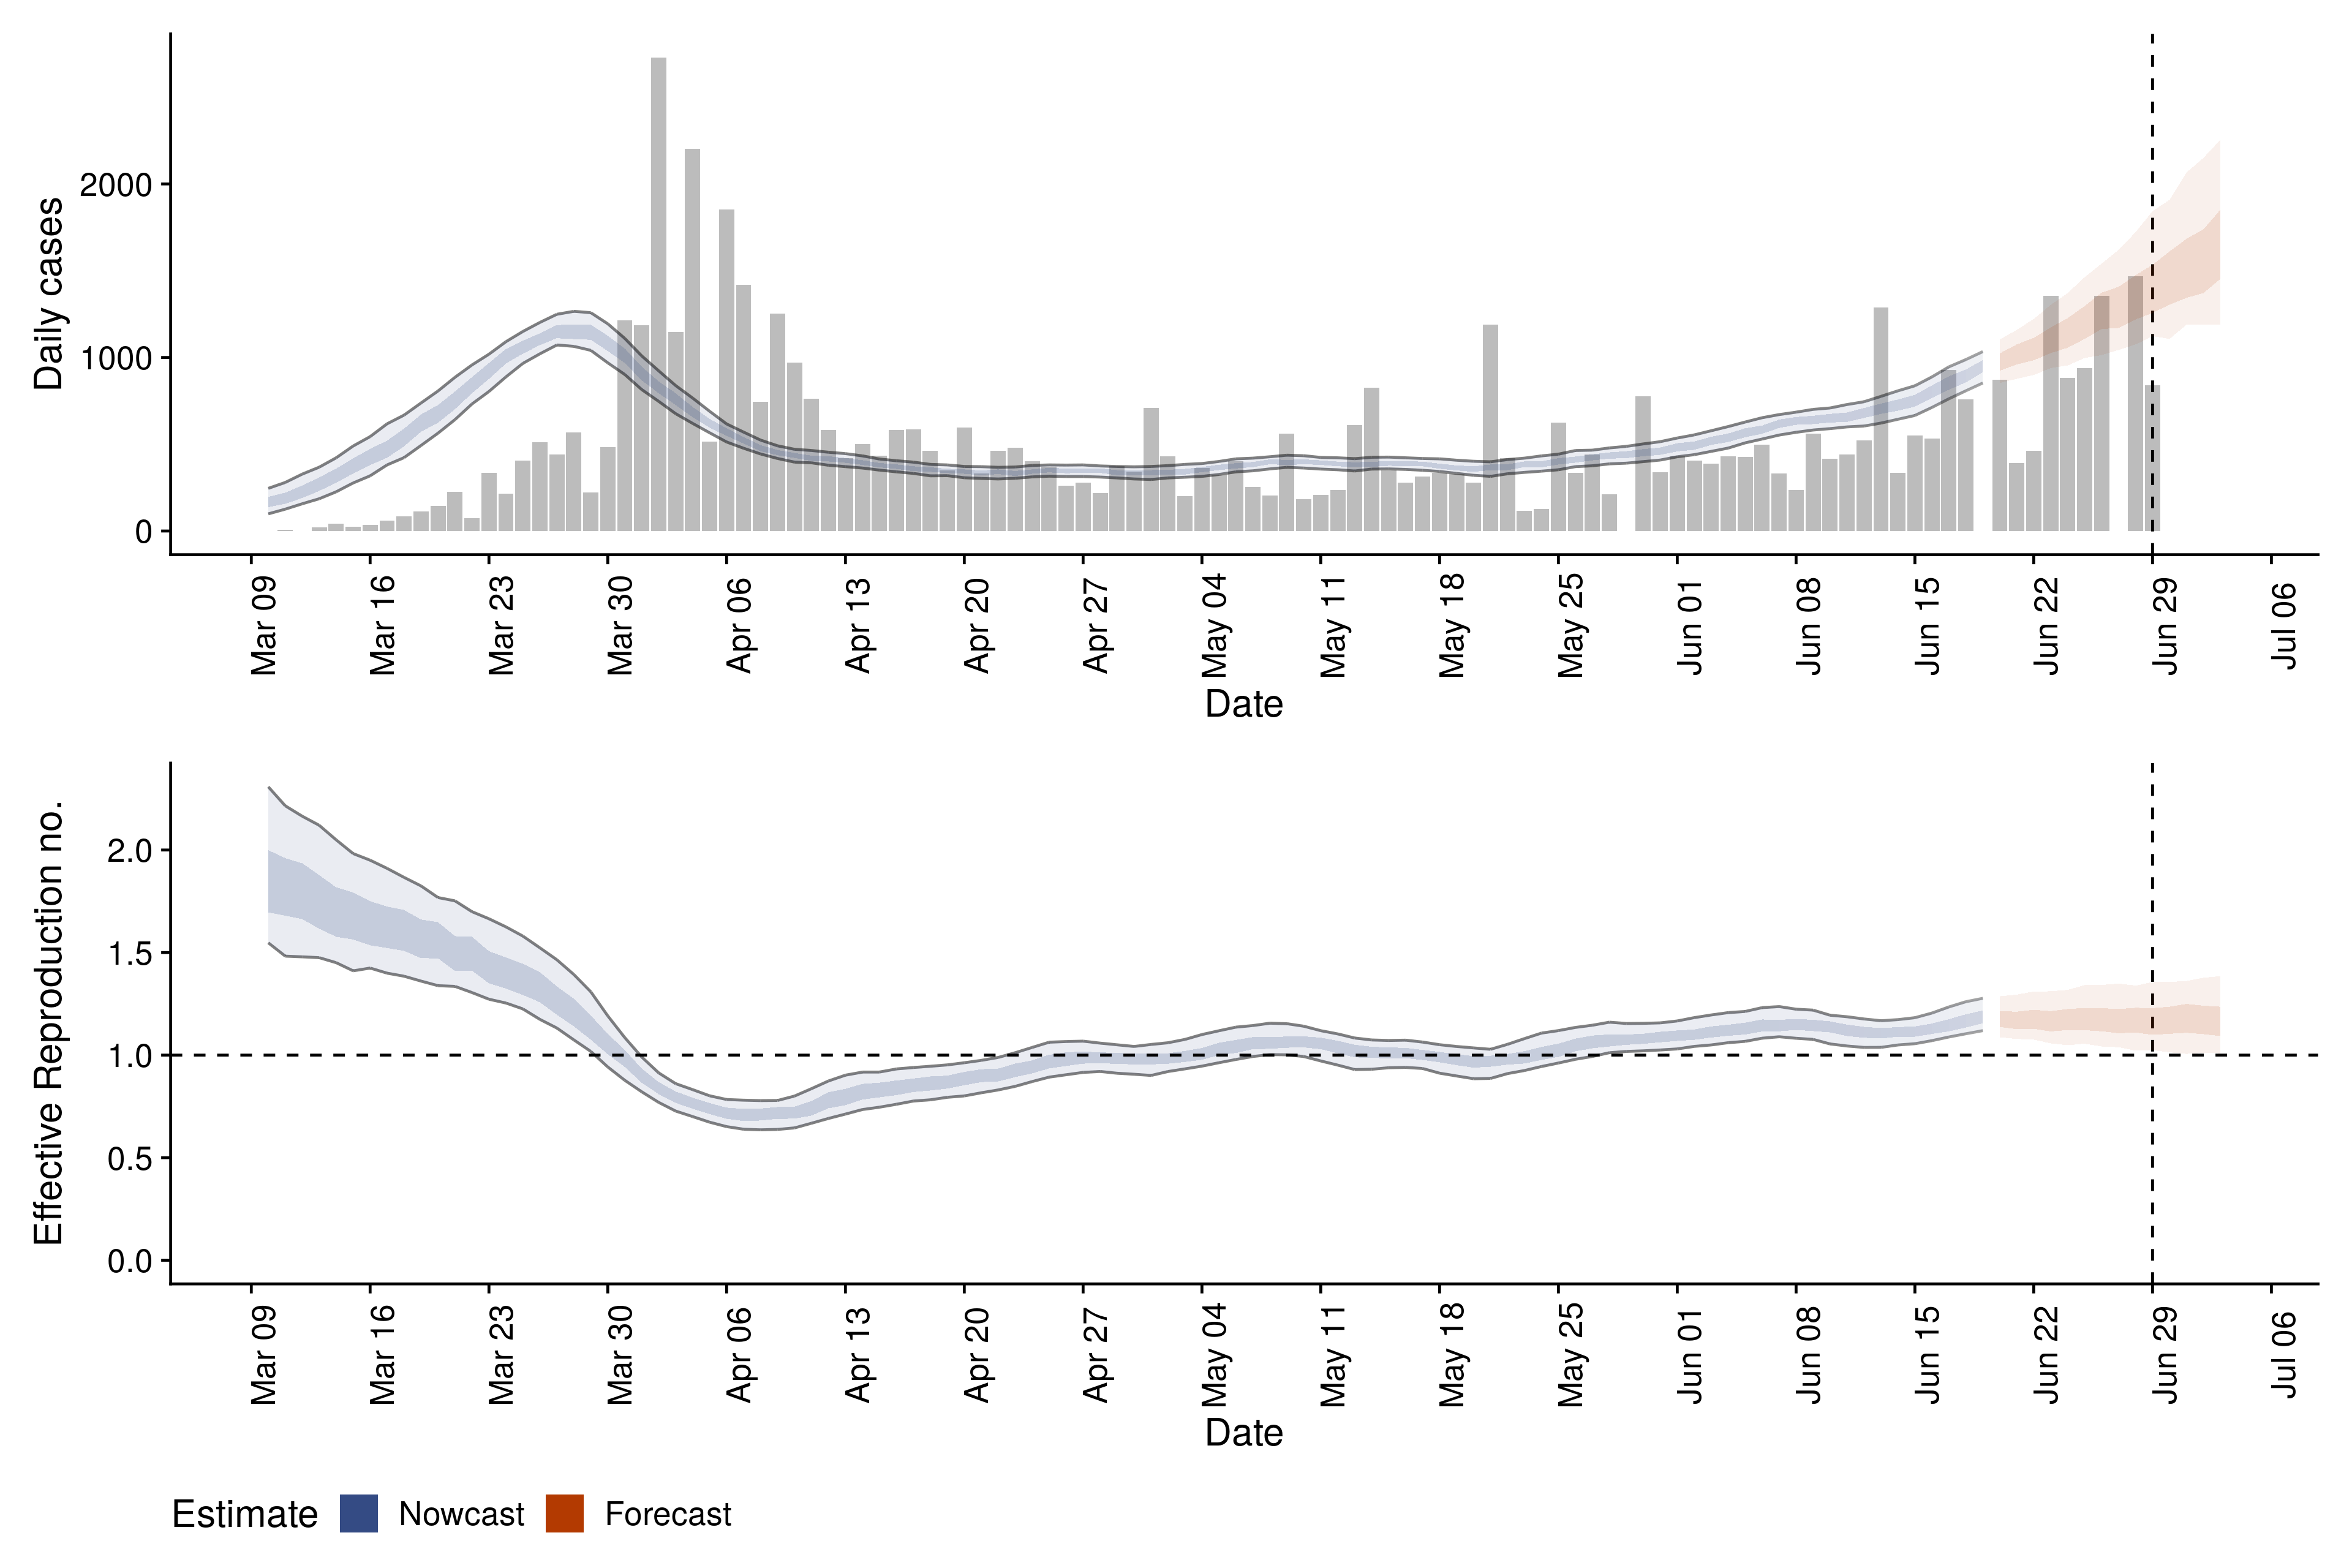 Daily cases
2000
1000
0
Mar 09 Mar 16 Mar 23 Mar 30 Apr 06 Apr 13 Apr 20 Apr 27 May 04 May 11 May 18 May 25 Jun 01 Jun 08 Jun 15 Jun 22 Jun 29 Jul 06
Date
Effective Reproduction no.
2.0
1.5
1.0
0.5
0.0
Mar 09 Mar 16 Mar 23 Mar 30 Apr 06 Apr 13 Apr 20 Apr 27 May 04 May 11 May 18 May 25 Jun 01 Jun 08 Jun 15 Jun 22 Jun 29 Jul 06
Date
Estimate Nowcast Forecast